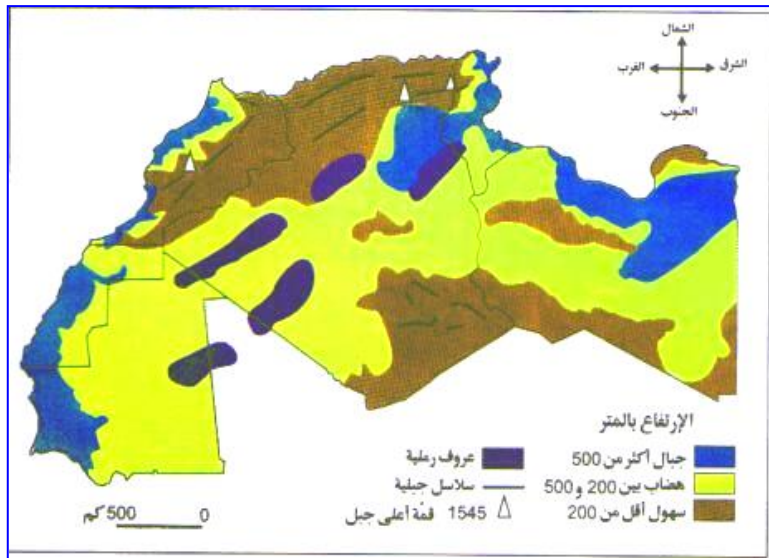 الشمال
الشرق
الغرب
الجنوب
الإرتفاع بالمتر
جبال أكثر من 500
هضاب بين 200 و 500
سهول أقل من 200
عروف رملية
سلاسل جبلية
1545 قمّة أعلى جبل
0 500 كم